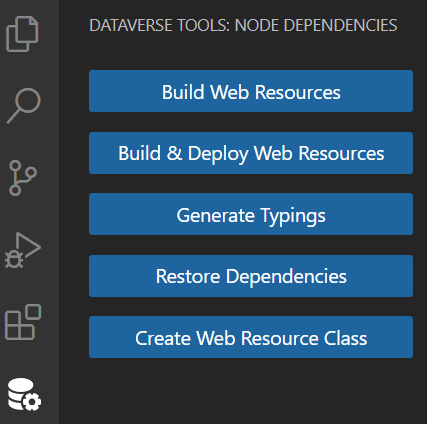 DATAVERSE TOOLS: NODE DEPENDENCIES
Build Web Resources
Build & Deploy Web Resources
Generate Typings
Restore Dependencies
Create Web Resource Class